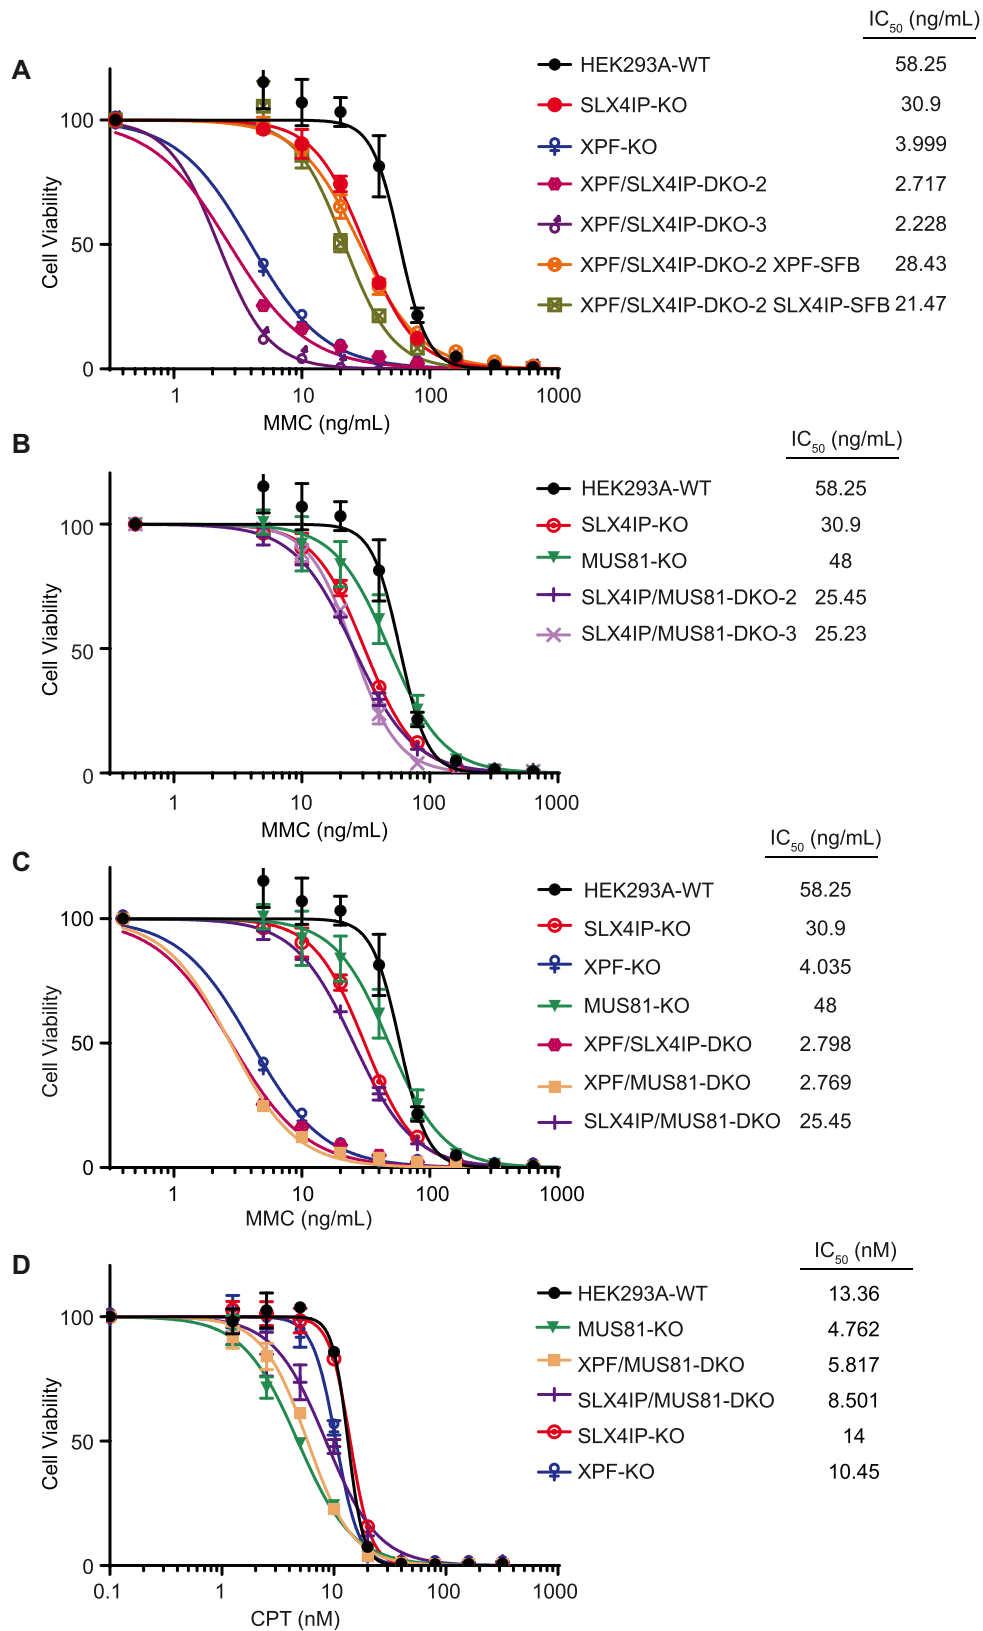 IC50 (ng/mL)
A
HEK293A-WT 58.25
SLX4IP-KO 30.9
XPF-KO 3.999
XPF/SLX4IP-DKO-2 2.717
XPF/SLX4IP-DKO-3 2.228
XPF/SLX4IP-DKO-2 XPF-SFB 28.43
XPF/SLX4IP-DKO-2 SLX4IP-SFB 21.47
Cell Viability
100
50
0
1 10 100 1000
MMC (ng/mL)
B
IC50 (ng/mL)
HEK293A-WT 58.25
SLX4IP-KO 30.9
MUS81-KO 48
SLX4IP/MUS81-DKO-2 25.45
SLX4IP/MUS81-DKO-3 25.23
Cell Viability
100
50
0
1 10 100 1000
MMC (ng/mL)
C
IC50 (ng/mL)
HEK293A-WT 58.25
SLX4IP-KO 30.9
XPF-KO 4.035
MUS81-KO 48
XPF/SLX4IP-DKO 2.798
XPF/MUS81-DKO 2.769
SLX4IP/MUS81-DKO 25.45
Cell Viability
100
50
0
1 10 100 1000
MMC (ng/mL)
D
IC50 (nM)
HEK293A-WT 13.36
MUS81-KO 4.762
XPF/MUS81-DKO 5.817
SLX4IP/MUS81-DKO 8.501
SLX4IP-KO 14
XPF-KO 10.45
Cell Viability
100
50
0
0.1 1 10 100 1000
CPT (nM)